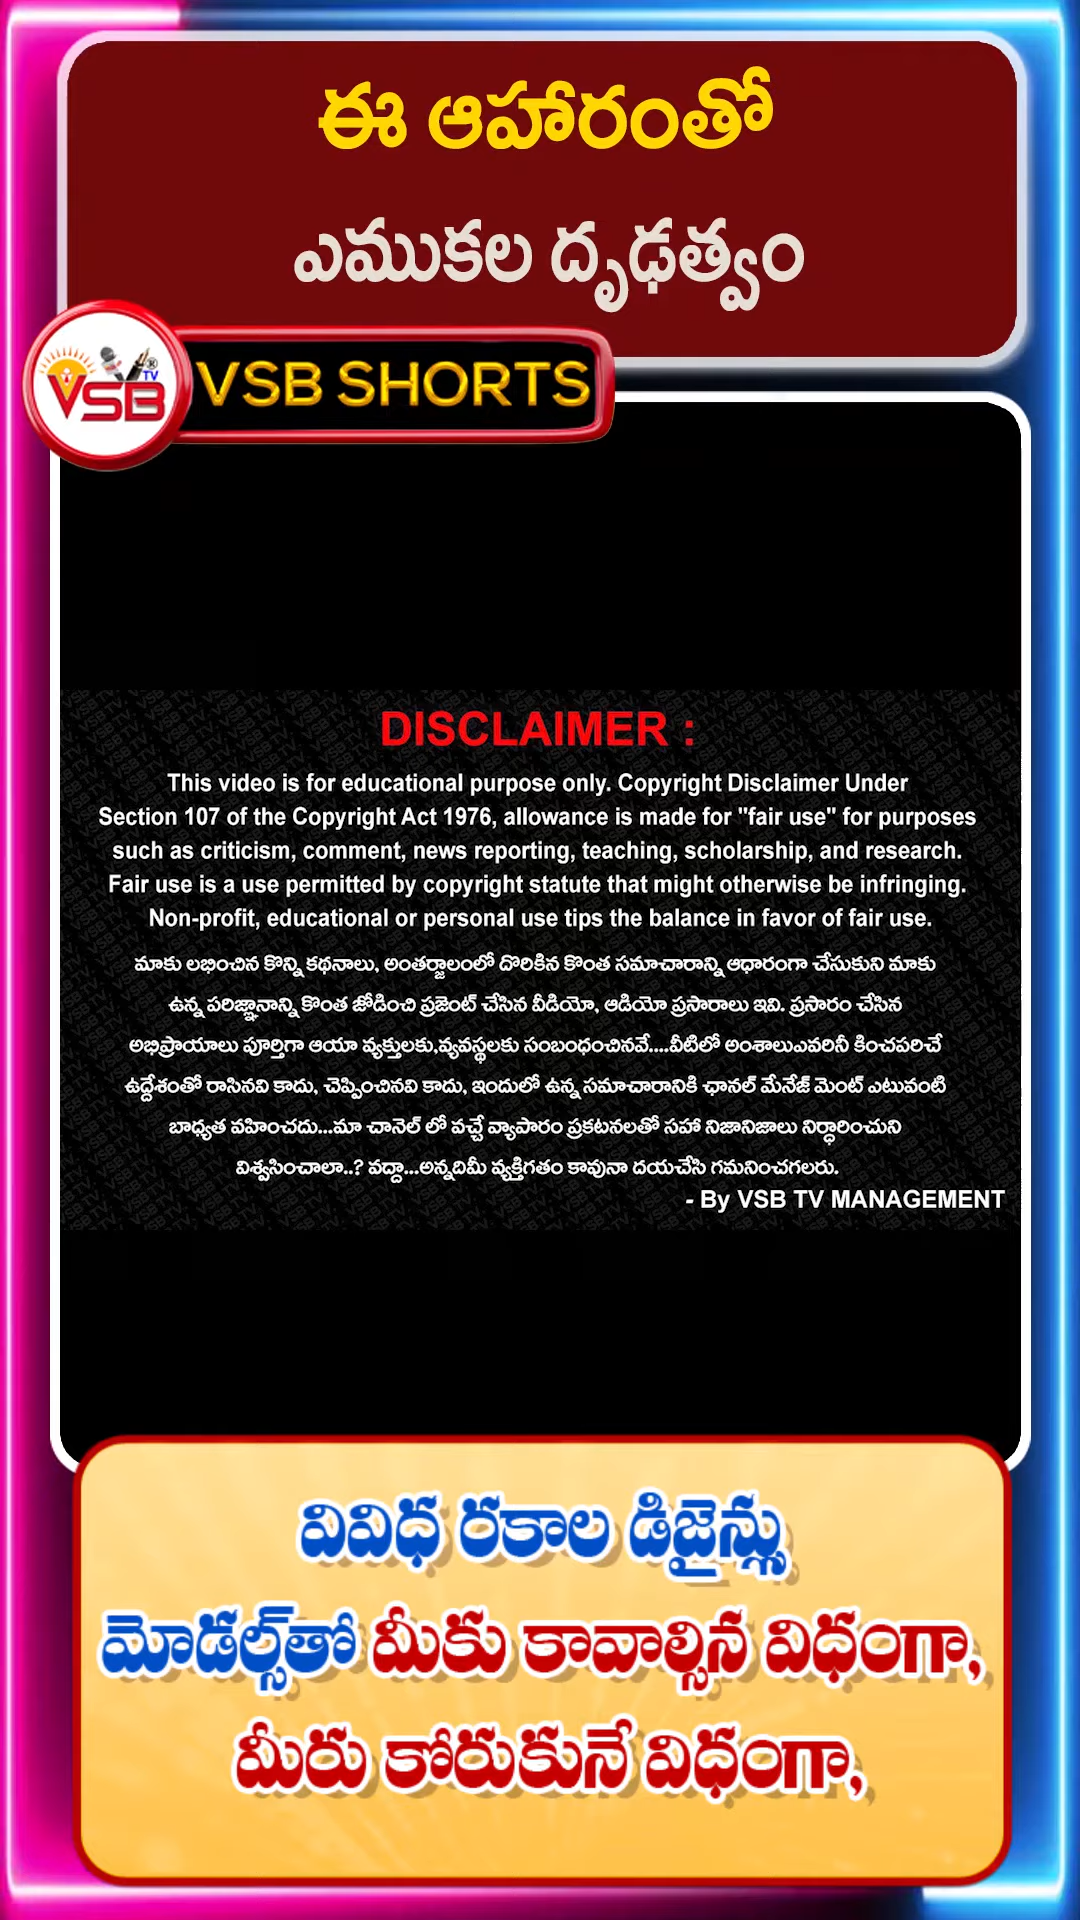 ఈ ఆహారంతో
ఎముకల దృఢత్వం
VSB TV
VSB SHORTS
DISCLAIMER :
This video is for educational purpose only. Copyright Disclaimer Under
Section 107 of the Copyright Act 1976, allowance is made for "fair use" for purposes
such as criticism, comment, news reporting, teaching, scholarship, and research.
Fair use is a use permitted by copyright statute that might otherwise be infringing.
Non-profit, educational or personal use tips the balance in favor of fair use.
మాకు లభించిన కొన్ని కథనాలు, అంతర్జాలంలో దొరికిన కొంత సమాచారాన్ని ఆధారంగా చేసుకుని మాకు
ఉన్న పరిజ్ఞానాన్ని కొంత జోడించి ప్రజెంట్ చేసిన వీడియో, ఆడియో ప్రసారాలు ఇవి. ప్రసారం చేసిన
అభిప్రాయాలు పూర్తిగా ఆయా వ్యక్తులకు,వ్యవస్థలకు సంబంధించినవే....వీటిలో అంశాలుఎవరినీ కించపరిచే
ఉద్దేశంతో రాసినవి కాదు, చెప్పించినవి కాదు, ఇందులో ఉన్న సమాచారానికి ఛానల్ మేనేజ్ మెంట్ ఎటువంటి
బాధ్యత వహించదు...మా చానెల్ లో వచ్చే వ్యాపారం ప్రకటనలతో సహా నిజానిజాలు నిర్ధారించుని
విశ్వసించాలా..? వద్దా...అన్నదిమీ వ్యక్తిగతం కావునా దయచేసి గమనించగలరు.
- By VSB TV MANAGEMENT
వివిధ రకాల డిజైన్స్తు
మోడల్స్‌తో మీకు కావాల్సిన విధంగా,
మీరు కోరుకునే విధంగా,